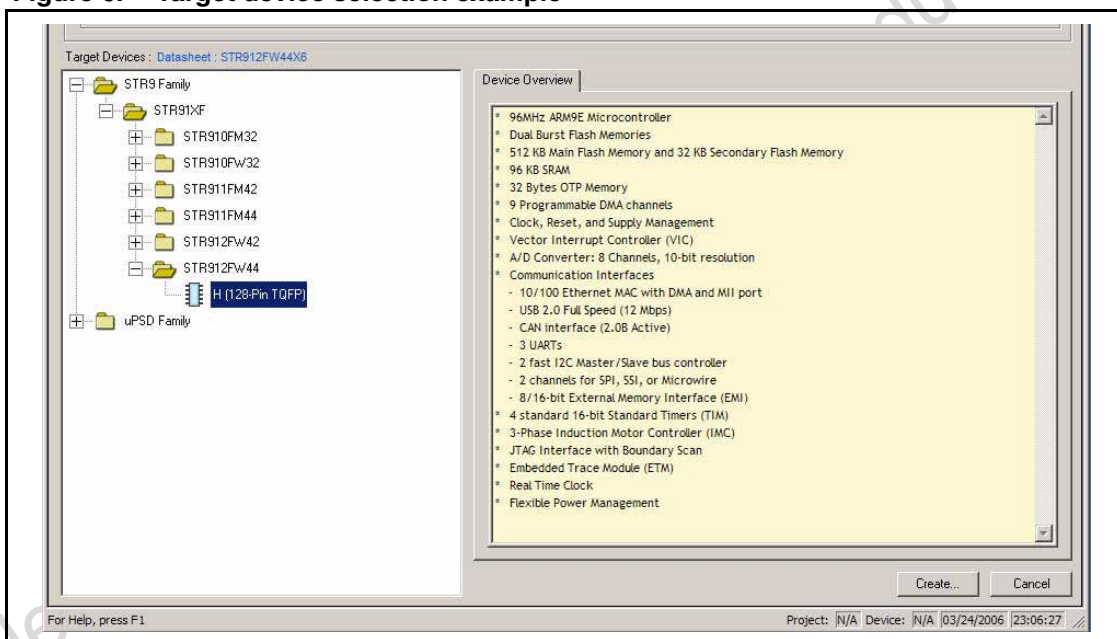 Target device selection example
Target Devices : Datasheet : STR912FW44X6
STR9 Family
STR91XF
STR910FM32
STR910FW32
STR911FM42
STR911FM44
STR912FW42
STR912FW44
H (128-Pin TQFP)
uPSD Family
Device Overview
* 96MHz ARM9E Microcontroller
* Dual Burst Flash Memories
* 512 KB Main Flash Memory and 32 KB Secondary Flash Memory
* 96 KB SRAM
* 32 Bytes OTP Memory
* 9 Programmable DMA channels
* Clock, Reset, and Supply Management
* Vector Interrupt Controller (VIC)
* A/D Converter: 8 Channels, 10-bit resolution
* Communication Interfaces
- 10/100 Ethernet MAC with DMA and MII port
- USB 2.0 Full Speed (12 Mbps)
- CAN interface (2.0B Active)
- 3 UARTs
- 2 fast I2C Master/Slave bus controller
- 2 channels for SPI, SSI, or Microwire
- 8/16-bit External Memory Interface (EMI)
* 4 standard 16-bit Standard Timers (TIM)
* 3-Phase Induction Motor Controller (IMC)
* JTAG Interface with Boundary Scan
* Embedded Trace Module (ETM)
* Real Time Clock
* Flexible Power Management
Create... Cancel
For Help, press F1 Project: N/A Device: N/A 03/24/2006 23:06:27